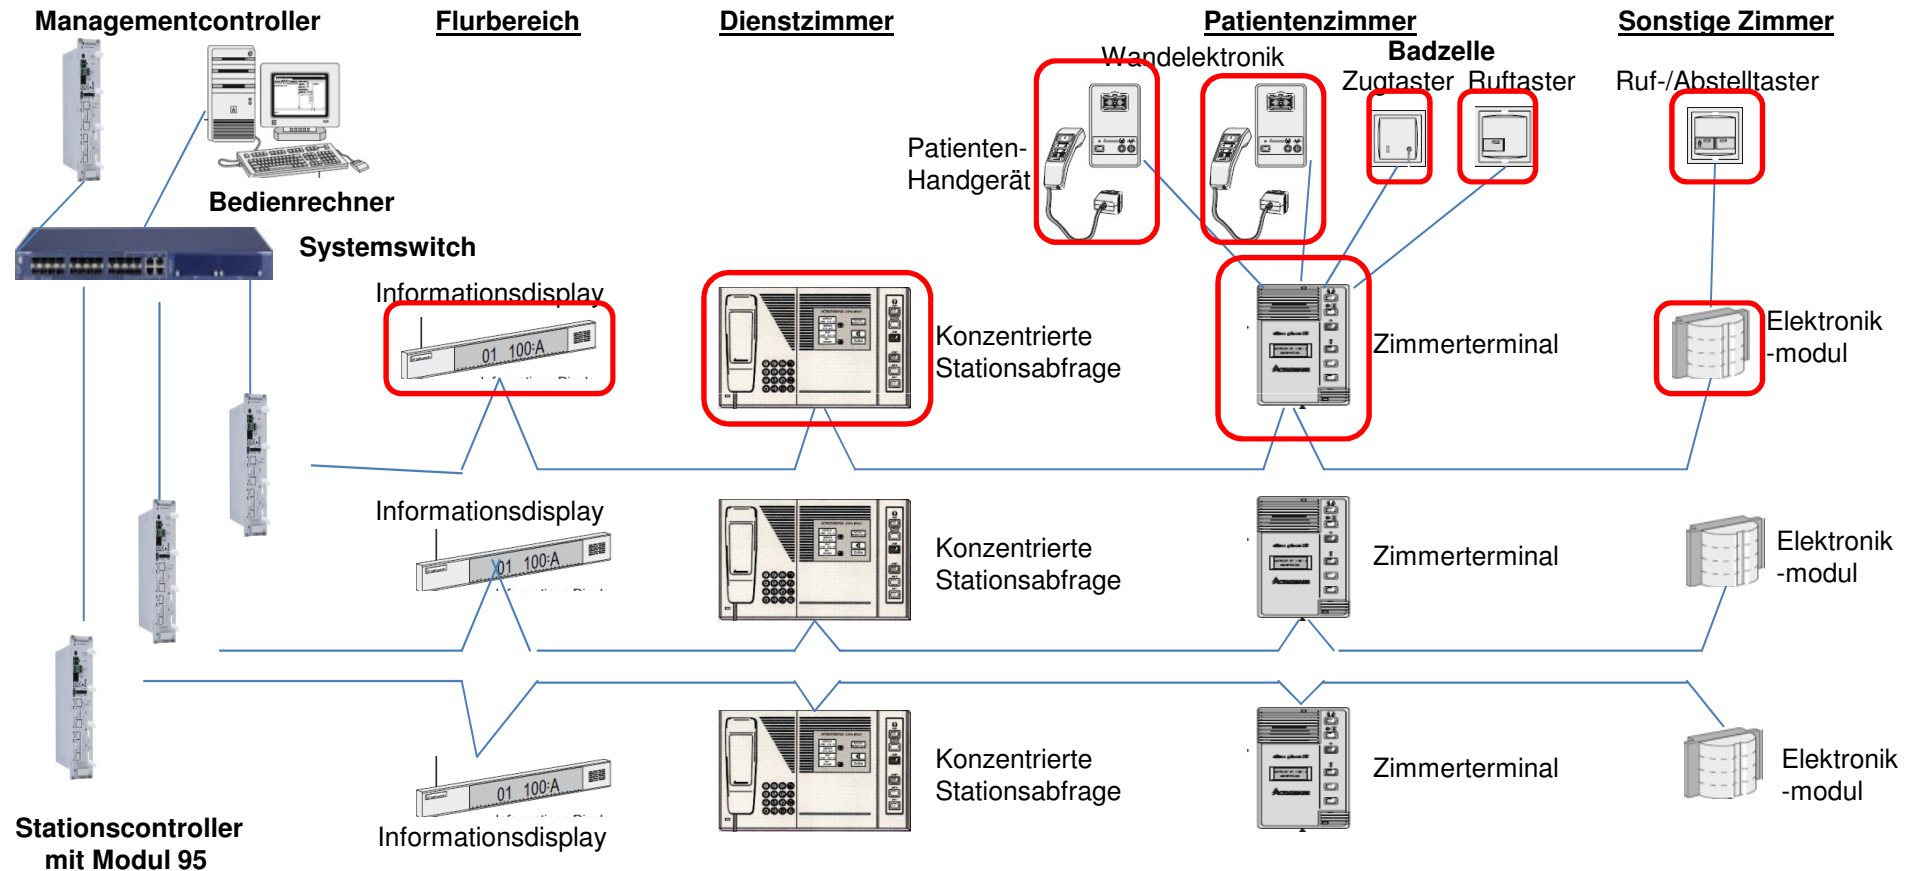 Managementcontroller
Flurbereich
Dienstzimmer
Patientenzimmer
Sonstige Zimmer
Wandelektronik
Badzelle
Zugtaster
Ruftaster
Ruf-/Abstelltaster
Patienten-
Handgerät
Bedienrechner
Systemswitch
Informationsdisplay
01 100:A
Konzentrierte
Stationsabfrage
Zimmerterminal
Elektronik
-modul
Informationsdisplay
01 100:A
Konzentrierte
Stationsabfrage
Zimmerterminal
Elektronik
-modul
01 100:A
Informationsdisplay
Konzentrierte
Stationsabfrage
Zimmerterminal
Elektronik
-modul
Stationscontroller
mit Modul 95